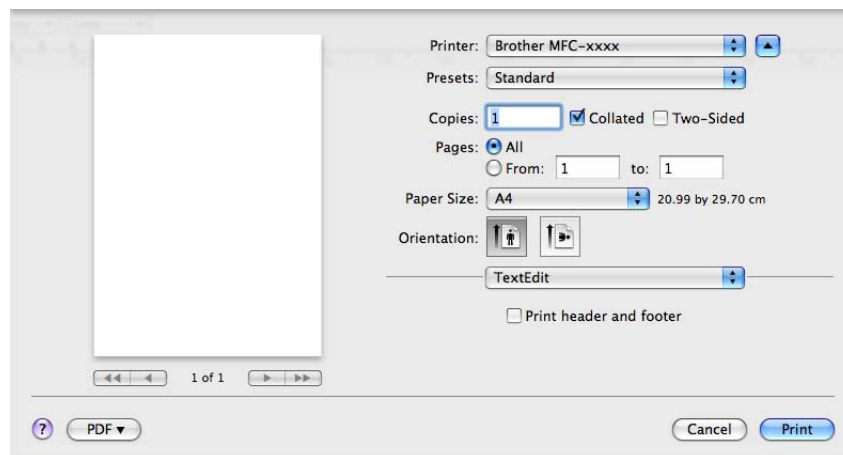 Printer: Brother MFC-xxxx
Presets: Standard
Copies: 1 Collated Two-Sided
Pages: All
From: 1 to: 1
Paper Size: A4 20.99 by 29.70 cm
Orientation:
TextEdit
Print header and footer
1 of 1
? PDF▼ Cancel Print